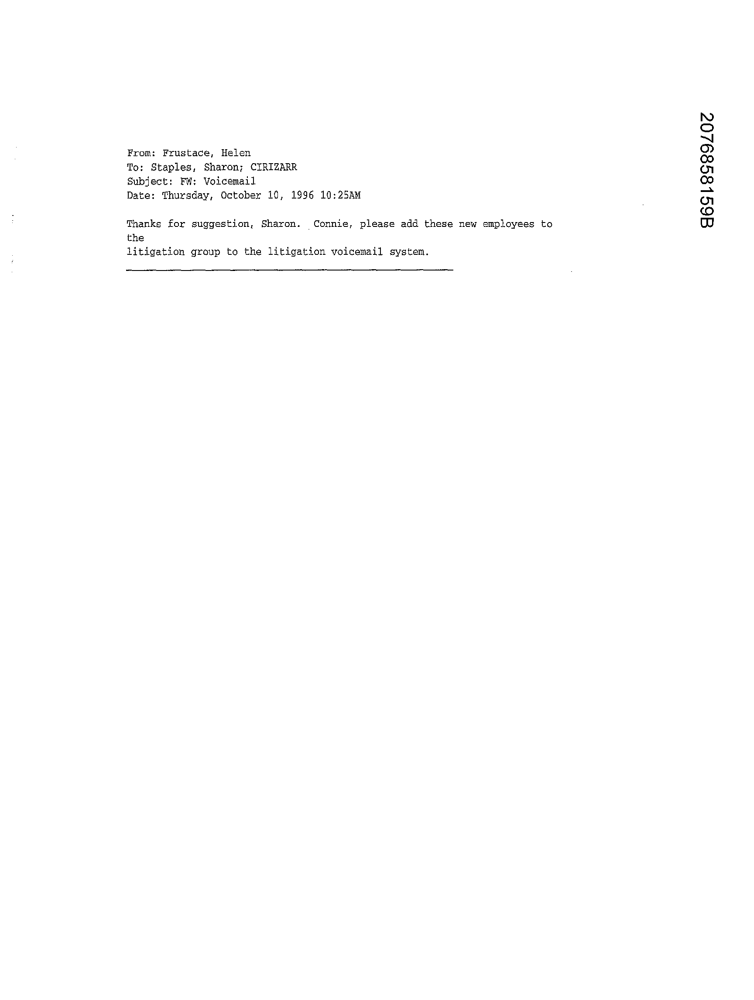 2076858159B
From: Frustace, Helen
To: Staples, Sharon; CIRIZARR
Subject: FW: Voicemail
Date: Thursday, October 10, 1996 10:25AM
Thanks for suggestion, Sharon. Connie, please add these new employees to
the
litigation group to the litigation voicemail system.